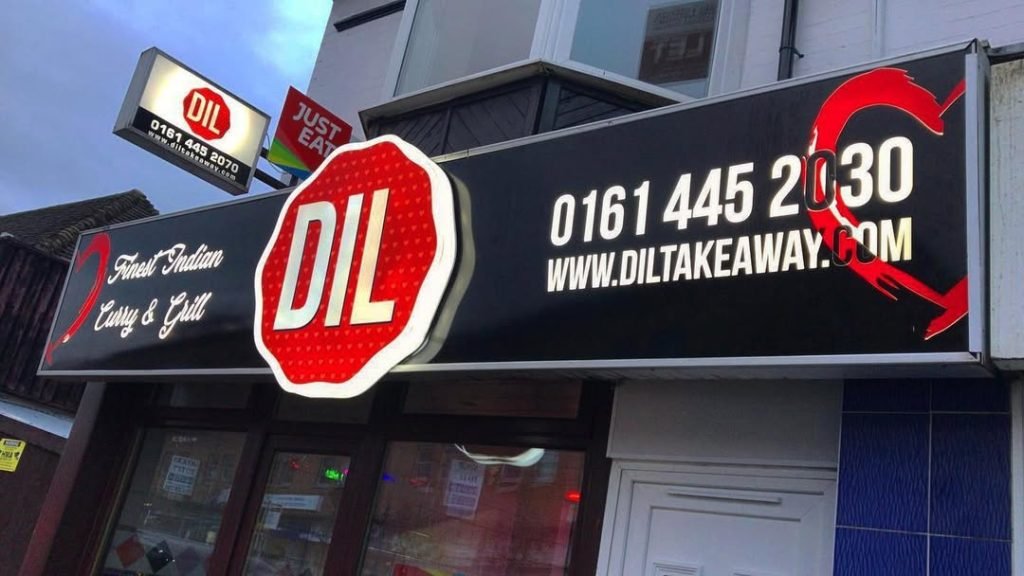 DIL
0161 445 2070
www.diltakeaway.com
JUST
EAT
Finest Indian
Curry & Grill
DIL
0161 445 2030
WWW.DILTAKEAWAY.COM